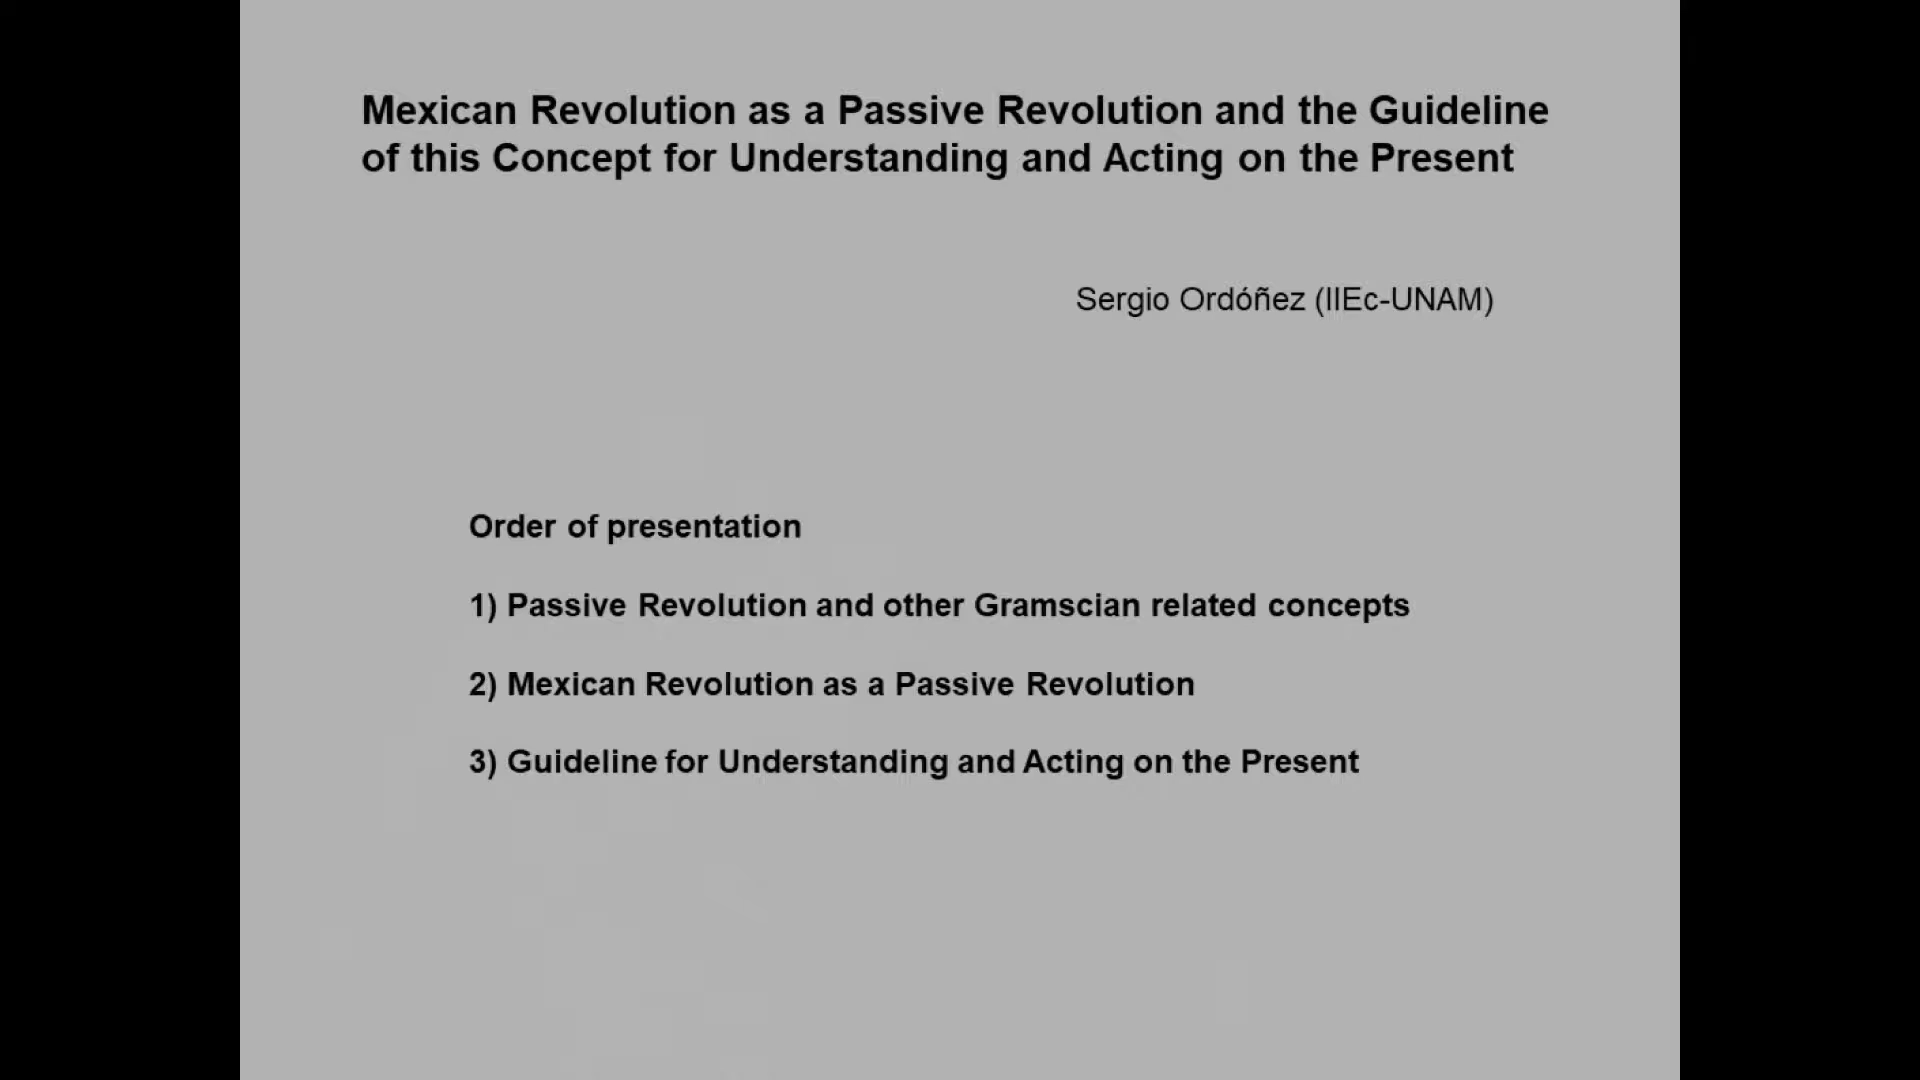 Mexican Revolution as a Passive Revolution and the Guideline
of this Concept for Understanding and Acting on the Present
Sergio Ordóñez (IIEc-UNAM)
Order of presentation
1) Passive Revolution and other Gramscian related concepts
2) Mexican Revolution as a Passive Revolution
3) Guideline for Understanding and Acting on the Present